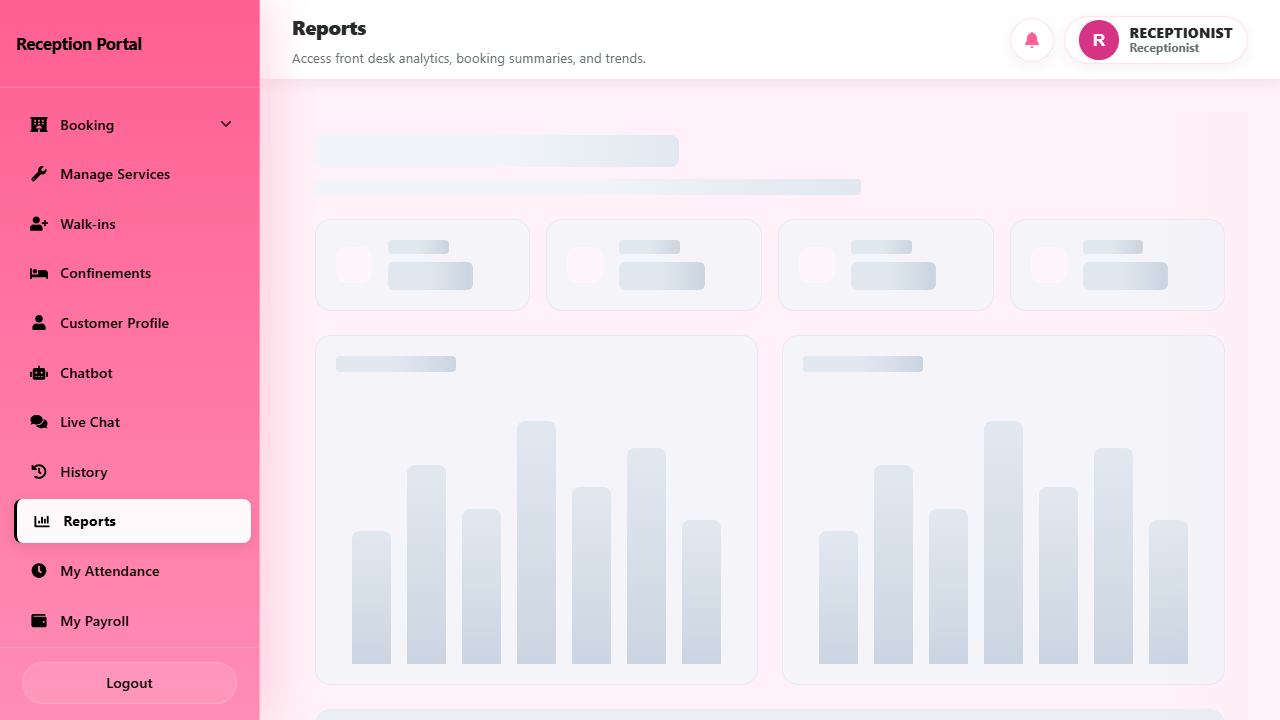 Reception Portal
Booking
Manage Services
Walk-ins
Confinements
Customer Profile
Chatbot
Live Chat
History
Reports
My Attendance
My Payroll
Logout
Reports
Access front desk analytics, booking summaries, and trends.
R
RECEPTIONIST
Receptionist